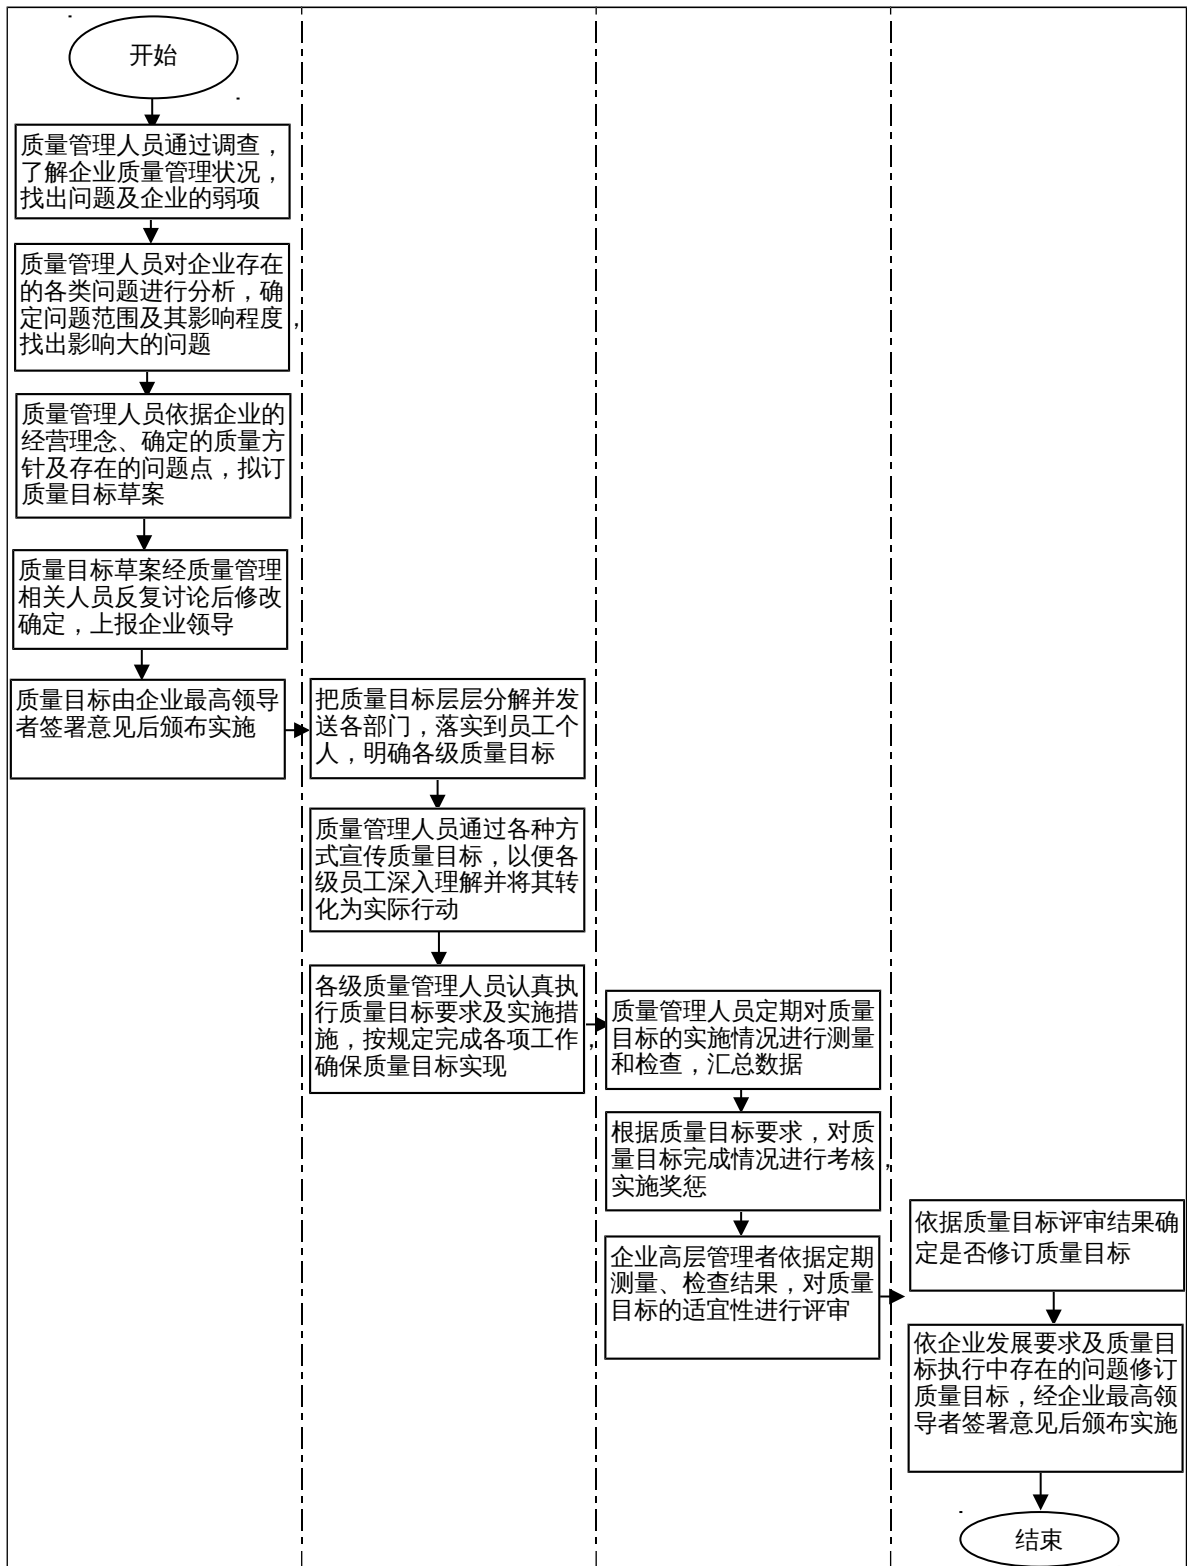 开始
质量管理人员通过调查，
了解企业质量管理状况，
找出问题及企业的弱项
质量管理人员对企业存在
的各类问题进行分析，确
定问题范围及其影响程度，
找出影响大的问题
质量管理人员依据企业的
经营理念、确定的质量方
针及存在的问题点，拟订
质量目标草案
质量目标草案经质量管理
相关人员反复讨论后修改
确定，上报企业领导
质量目标由企业最高领导
者签署意见后颁布实施
把质量目标层层分解并发
送各部门，落实到员工个
人，明确各级质量目标
质量管理人员通过各种方
式宣传质量目标，以便各
级员工深入理解并将其转
化为实际行动
各级质量管理人员认真执
行质量目标要求及实施措
施，按规定完成各项工作，
确保质量目标实现
质量管理人员定期对质量
目标的实施情况进行测量
和检查，汇总数据
根据质量目标要求，对质
量目标完成情况进行考核，
实施奖惩
企业高层管理者依据定期
测量、检查结果，对质量
目标的适宜性进行评审
依据质量目标评审结果确
定是否修订质量目标
依企业发展要求及质量目
标执行中存在的问题修订
质量目标，经企业最高领
导者签署意见后颁布实施
结束